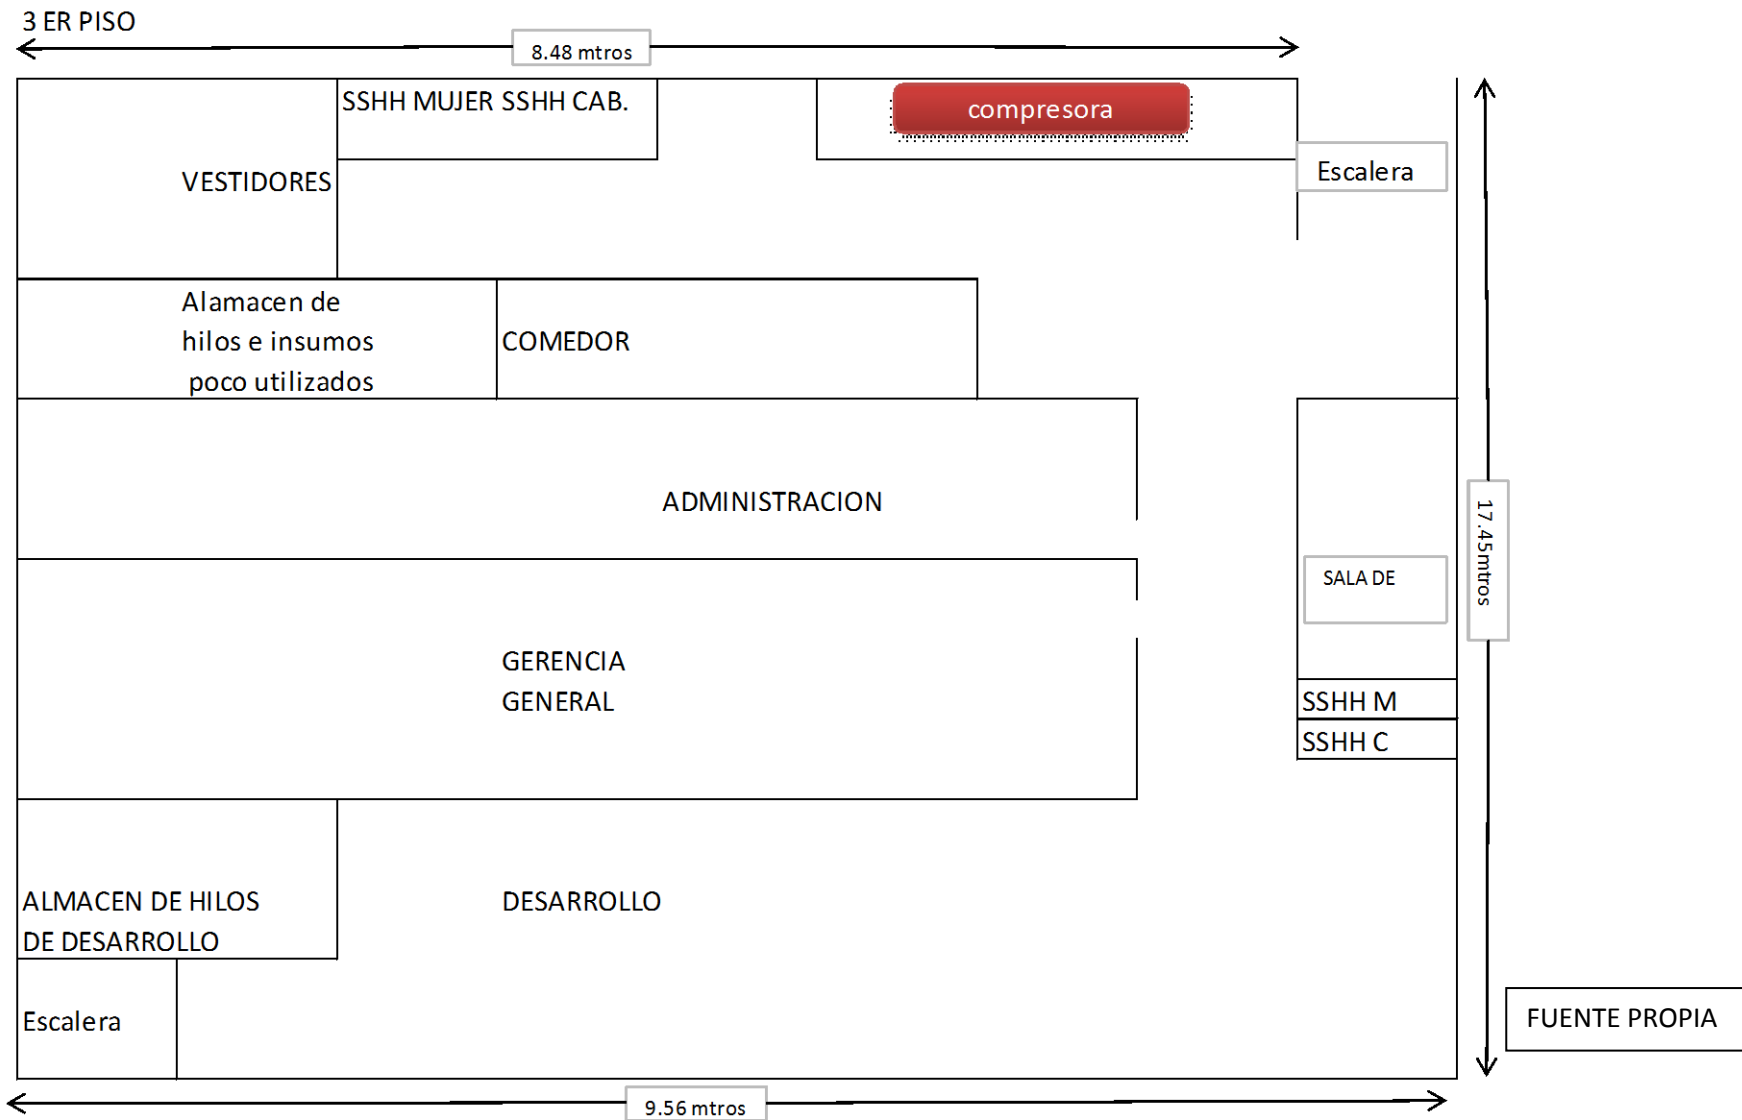 3 ER PISO
8.48 mtros
SSHH MUJER SSHH CAB.
compresora
Escalera
VESTIDORES
Alamacen de
hilos e insumos
poco utilizados
COMEDOR
ADMINISTRACION
17.45mtros
SALA DE
GERENCIA
GENERAL
SSHH M
SSHH C
ALMACEN DE HILOS
DE DESARROLLO
DESARROLLO
Escalera
FUENTE PROPIA
9.56 mtros